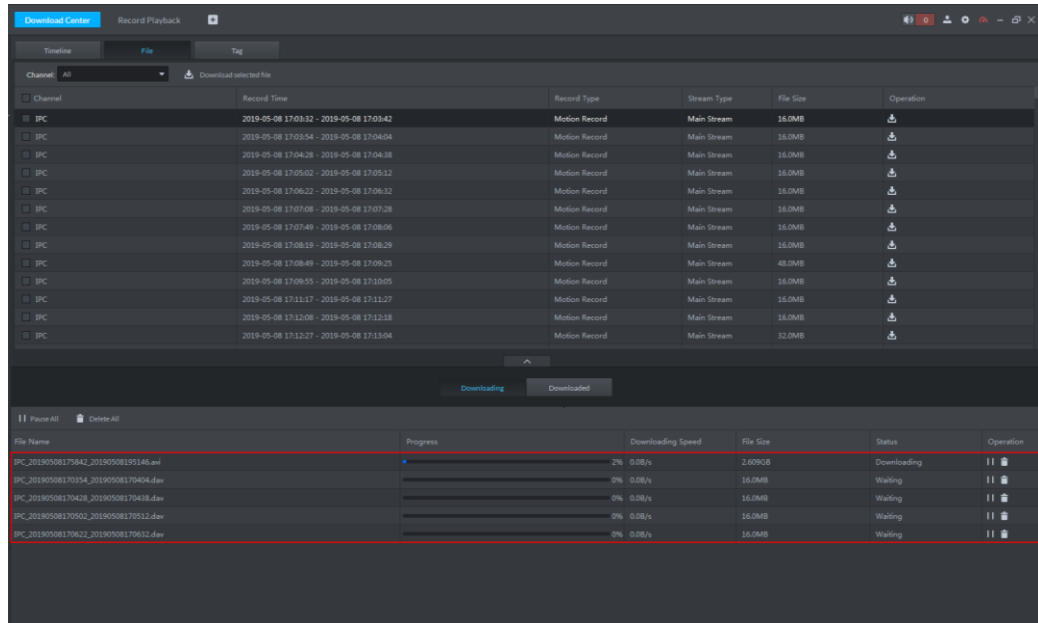 Download Center Record Playback 0
Timeline File Tag
Channel: All Download selected file
Channel Record Time Record Type Stream Type File Size Operation
IPC 2019-05-08 17:03:32 - 2019-05-08 17:03:42 Motion Record Main Stream 16.0MB
IPC 2019-05-08 17:03:54 - 2019-05-08 17:04:04 Motion Record Main Stream 16.0MB
IPC 2019-05-08 17:04:28 - 2019-05-08 17:04:38 Motion Record Main Stream 16.0MB
IPC 2019-05-08 17:05:02 - 2019-05-08 17:05:12 Motion Record Main Stream 16.0MB
IPC 2019-05-08 17:06:22 - 2019-05-08 17:06:32 Motion Record Main Stream 16.0MB
IPC 2019-05-08 17:07:08 - 2019-05-08 17:07:28 Motion Record Main Stream 16.0MB
IPC 2019-05-08 17:07:49 - 2019-05-08 17:08:06 Motion Record Main Stream 16.0MB
IPC 2019-05-08 17:08:19 - 2019-05-08 17:08:29 Motion Record Main Stream 16.0MB
IPC 2019-05-08 17:08:49 - 2019-05-08 17:09:25 Motion Record Main Stream 48.0MB
IPC 2019-05-08 17:09:55 - 2019-05-08 17:10:05 Motion Record Main Stream 16.0MB
IPC 2019-05-08 17:11:17 - 2019-05-08 17:11:27 Motion Record Main Stream 16.0MB
IPC 2019-05-08 17:12:08 - 2019-05-08 17:12:18 Motion Record Main Stream 16.0MB
IPC 2019-05-08 17:12:27 - 2019-05-08 17:13:04 Motion Record Main Stream 32.0MB
Downloading Downloaded
Pause All Delete All
File Name Progress Downloading Speed File Size Status Operation
IPC_20190508175842_20190508195146.avi 2% 0.0B/s 2.609GB Downloading
IPC_20190508170354_20190508170404.dav 0% 0.0B/s 16.0MB Waiting
IPC_20190508170428_20190508170438.dav 0% 0.0B/s 16.0MB Waiting
IPC_20190508170502_20190508170512.dav 0% 0.0B/s 16.0MB Waiting
IPC_20190508170622_20190508170632.dav 0% 0.0B/s 16.0MB Waiting